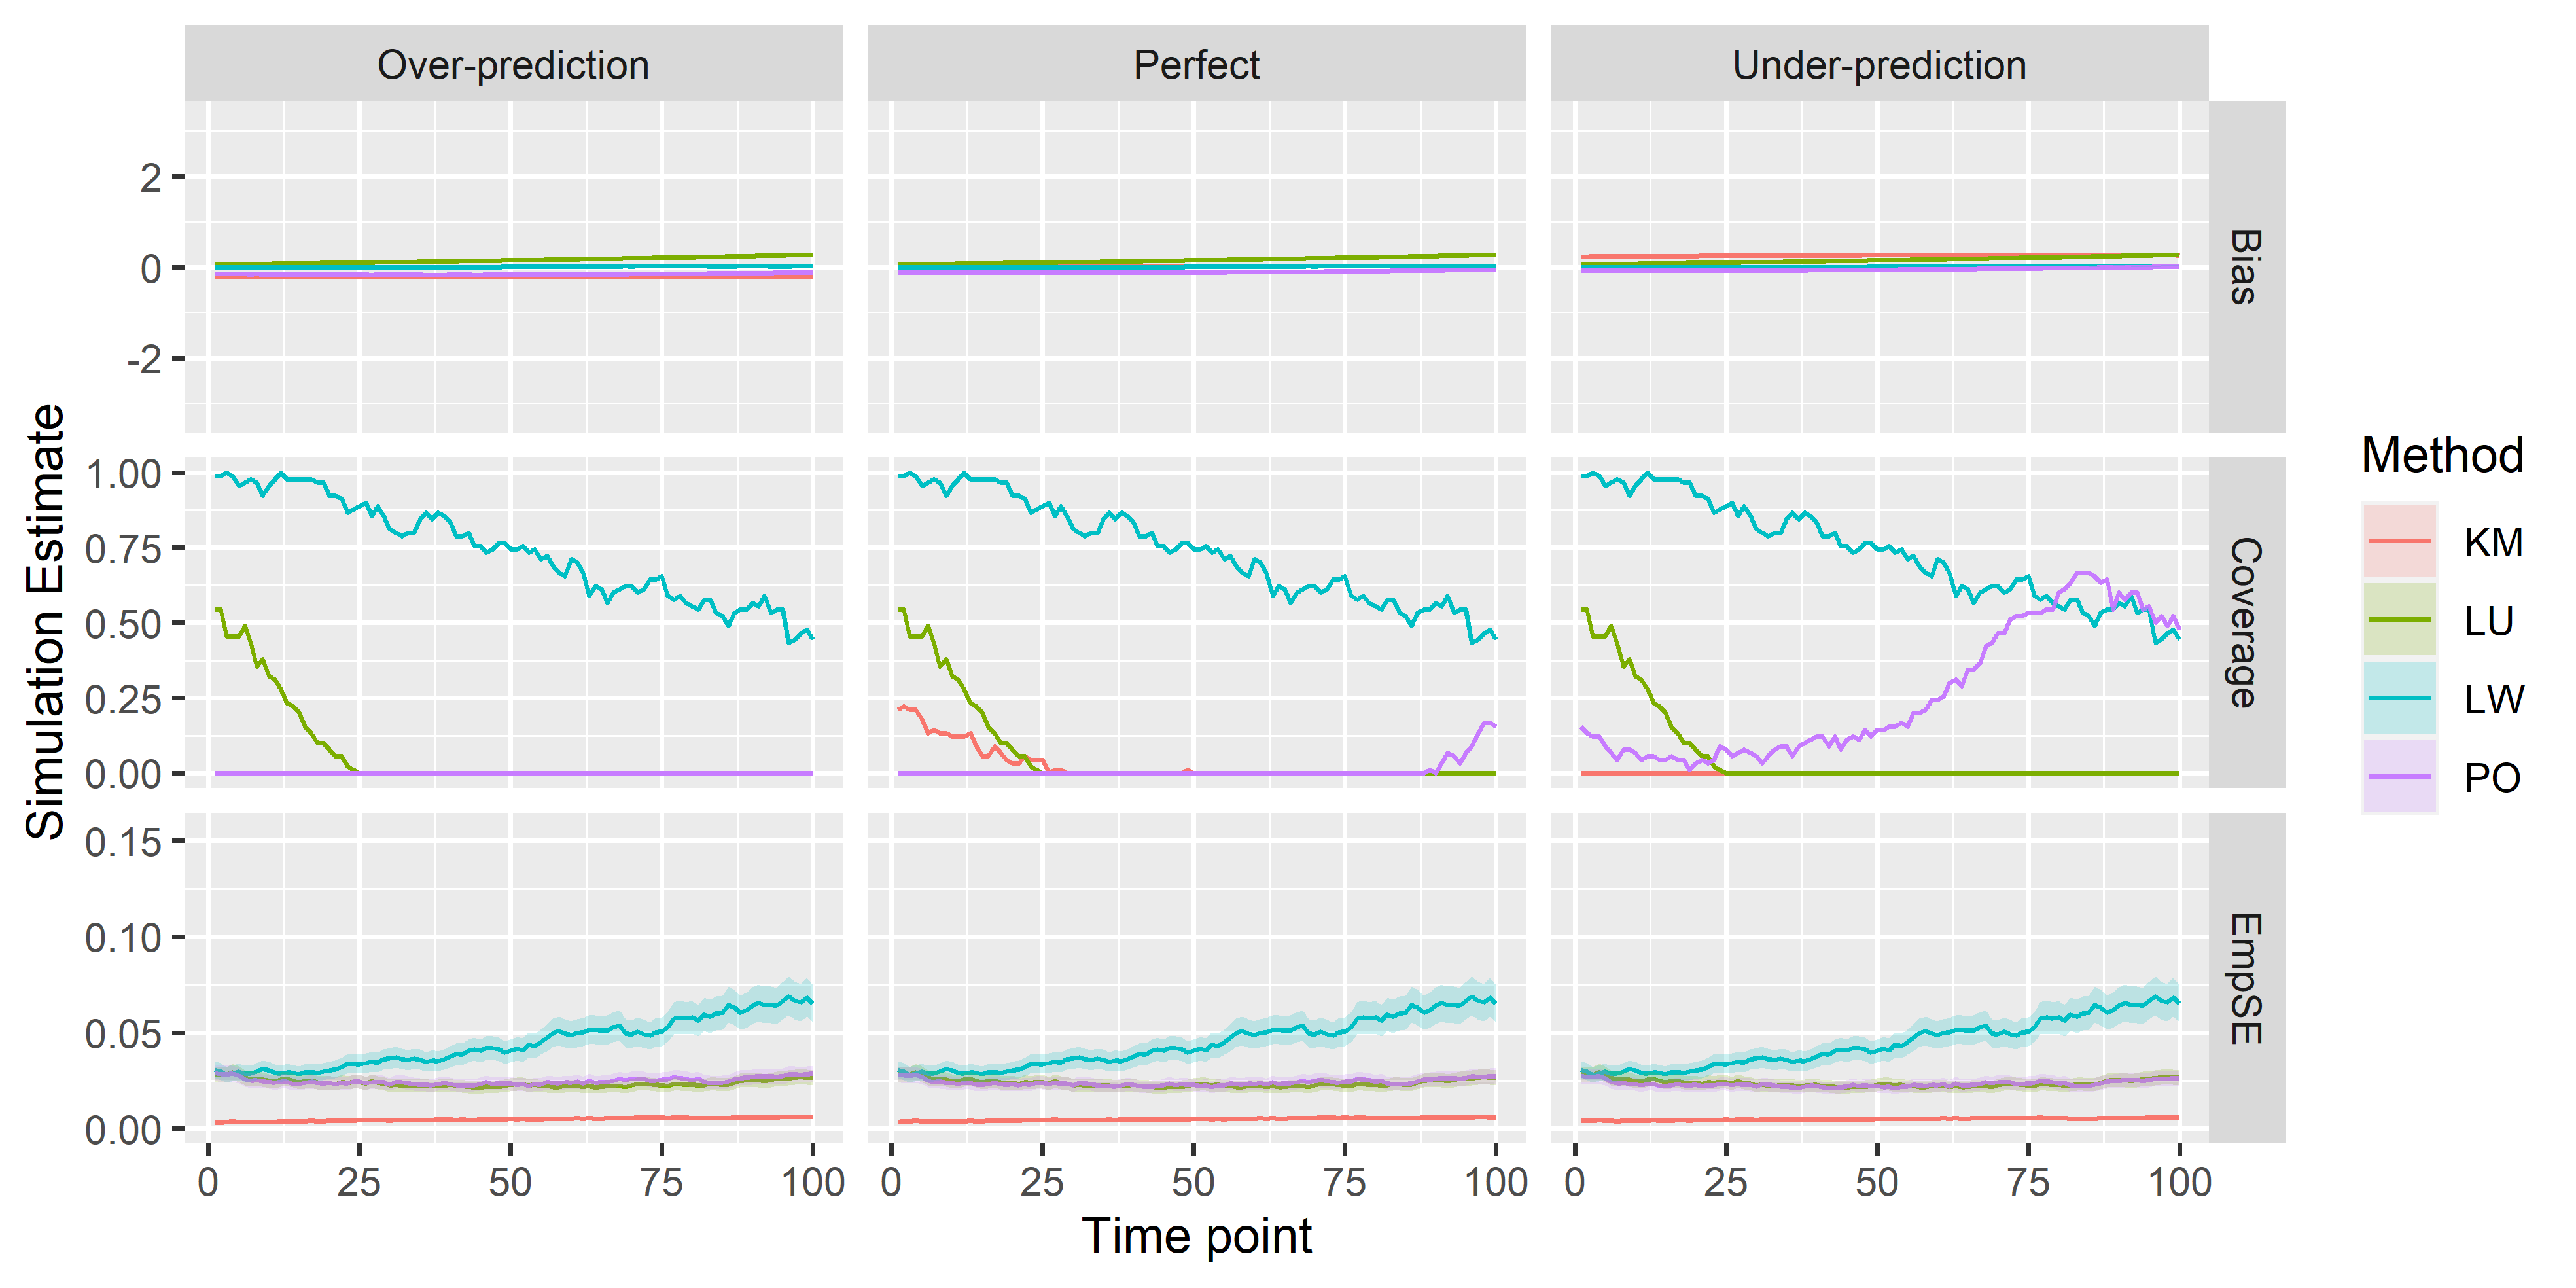 Over-prediction Perfect Under-prediction
2
0
-2
Bias
1.00
0.75
0.50
0.25
0.00
Coverage
0.15
0.10
0.05
0.00
EmpSE
0 25 50 75 100 0 25 50 75 100 0 25 50 75 100
Time point
Simulation Estimate
Method
KM
LU
LW
PO